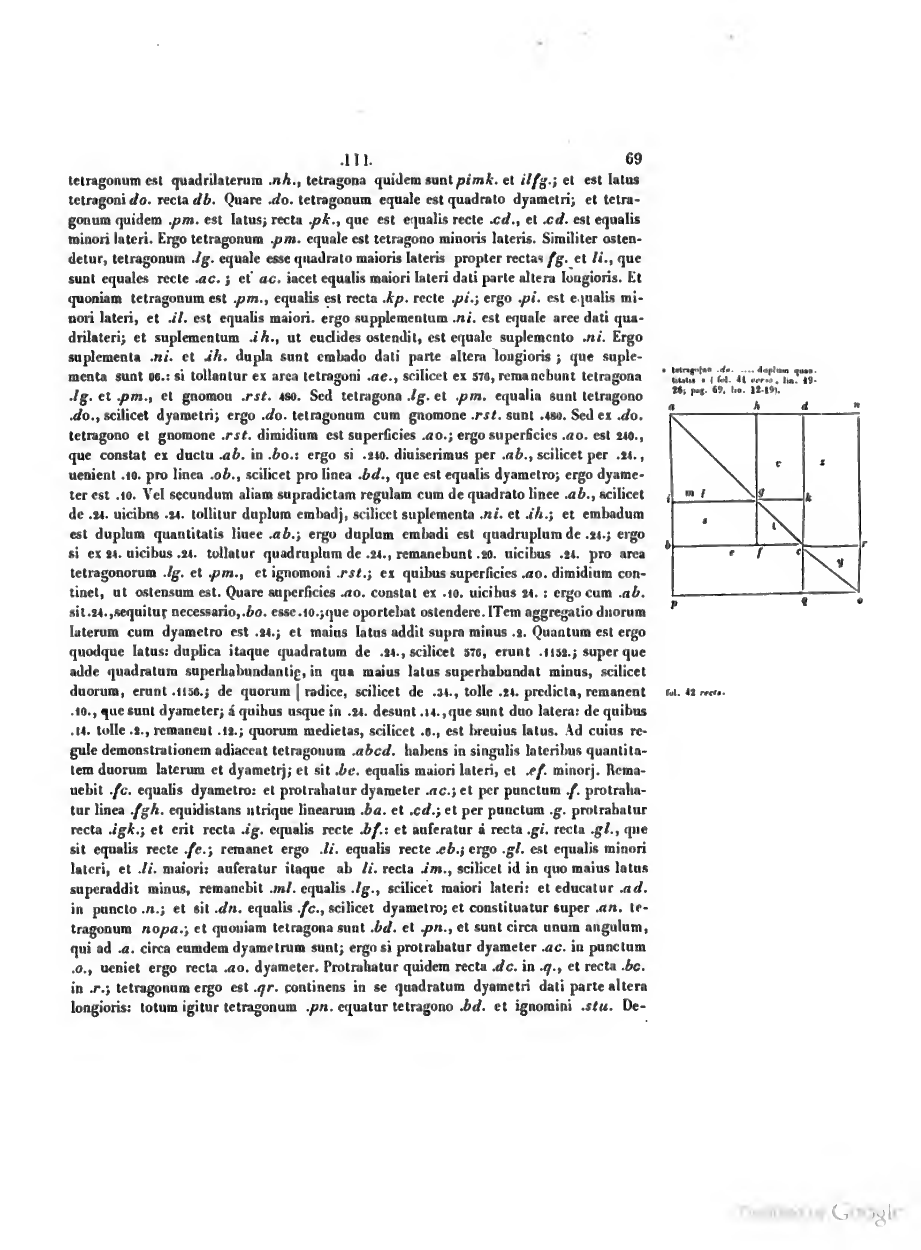 .III. 69
tetragonum est quadrilaterum .nh., tetragona quidem sunt pimk. et ilfg.; et est latus
tetragoni do. recta db. Quare .do. tetragonum equale est quadrato dyametri; et tetra-
gonum quidem .pm. est latus; recta .pk., que est equalis recte .cd., et .cd. est equalis
minori lateri. Ergo tetragonum .pm. equale est tetragono minoris lateris. Similiter osten-
detur, tetragonum .lg. equale esse quadrato maioris lateris propter rectas fg. et li., que
sunt equales recte .ac. ; et ac. iacet equalis maiori lateri dati parte altera longioris. Et
quoniam tetragonum est .pm., equalis est recta .kp. recte .pi.; ergo .pi. est equalis mi-
nori lateri, et .il. est equalis maiori. ergo supplementum .ni. est equale aree dati qua-
drilateri; et suplementum .ih., ut euclides ostendit, est equale suplemento .ni. Ergo
suplementa .ni. et .ih. dupla sunt embado dati parte altera longioris ; que suple-
menta sunt 96.: si tollantur ex area tetragoni .ae., scilicet ex 576, remanebunt tetragona
.lg. et .pm., et gnomon .rst. 480. Sed tetragona .lg. et .pm. equalia sunt tetragono
.do., scilicet dyametri; ergo .do. tetragonum cum gnomone .rst. sunt .480. Sed ex .do.
tetragono et gnomone .rst. dimidium est superficies .ao.; ergo superficies .ao. est 240.,
que constat ex ductu .ab. in .bo.: ergo si .240. diuiserimus per .ab., scilicet per .24.,
uenient .10. pro linea .ob., scilicet pro linea .bd., que est equalis dyametro; ergo dyame-
ter est .10. Vel secundum aliam supradictam regulam cum de quadrato linee .ab., scilicet
de .24. uicibus .24. tollitur duplum embadj, scilicet suplementa .ni. et .ih.; et embadum
est duplum quantitatis linee .ab.; ergo duplum embadi est quadruplum de .24.; ergo
si ex 24. uicibus .24. tollatur quadruplum de .24., remanebunt .20. uicibus .24. pro area
tetragonorum .lg. et .pm., et ignomoni .rst.; ex quibus superficies .ao. dimidium con-
tinet, ut ostensum est. Quare superficies .ao. constat ex .10. uicibus 24. : ergo cum .ab.
sit.24.,sequitur necessario,.bo. esse.10.;que oportebat ostendere. ITem aggregatio duorum
laterum cum dyametro est .24.; et maius latus addit supra minus .2. Quantum est ergo
quodque latus: duplica itaque quadratum de .24., scilicet 576, erunt .1152.; super que
adde quadratum superhabundantie, in qua maius latus superhabundat minus, scilicet
duorum, erunt .1156.; de quorum | radice, scilicet de .34., tolle .24. predicta, remanent
.10., que sunt dyameter; á quibus usque in .24. desunt .14.,que sunt duo latera: de quibus
.14. tolle .2., remanent .12.; quorum medietas, scilicet .6., est breuius latus. Ad cuius re-
gule demonstrationem adiaceat tetragonum .abcd. habens in singulis lateribus quantita-
tem duorum laterum et dyametrj; et sit .be. equalis maiori lateri, et .ef. minorj. Rema-
nebit .fc. equalis dyametro: et protrahatur dyameter .ac.; et per punctum .f. protraha-
tur linea .fgh. equidistans utrique linearum .ba. et .cd.; et per punctum .g. protrahatur
recta .igk.; et erit recta .ig. equalis recte .bf.: et auferatur á recta .gi. recta .gl., que
sit equalis recte .fe.; remanet ergo .li. equalis recte .eb.; ergo .gl. est equalis minori
lateri, et .li. maiori: auferatur itaque ab li. recta .im., scilicet id in quo maius latus
superaddit minus, remanebit .ml. equalis .lg., scilicet maiori lateri: et educatur .ad.
in puncto .n.; et sit .dn. equalis .fc., scilicet dyametro; et constituatur super .an. te-
tragonum nopa.; et quoniam tetragona sunt .bd. et .pn., et sunt circa unum angulum,
qui ad .a. circa eumdem dyametrum sunt; ergo si protrahatur dyameter .ac. in punctum
.o., ueniet ergo recta .ao. dyameter. Protrahatur quidem recta .dc. in .q., et recta .bc.
in .r.; tetragonum ergo est .qr. continens in se quadratum dyametri dati parte altera
longioris: totum igitur tetragonum .pn. equatur tetragono .bd. et ignomini .stu. De-
« tetragonum .do. .... duplum quan-
titatis » ( fol. 41 verso, lin. 19-
26; pag. 69, lin. 12-19).
a h d n
c s
i m l g k
s t
b e f c r
y
p q o
fol. 42 recto.
Digitized by Google